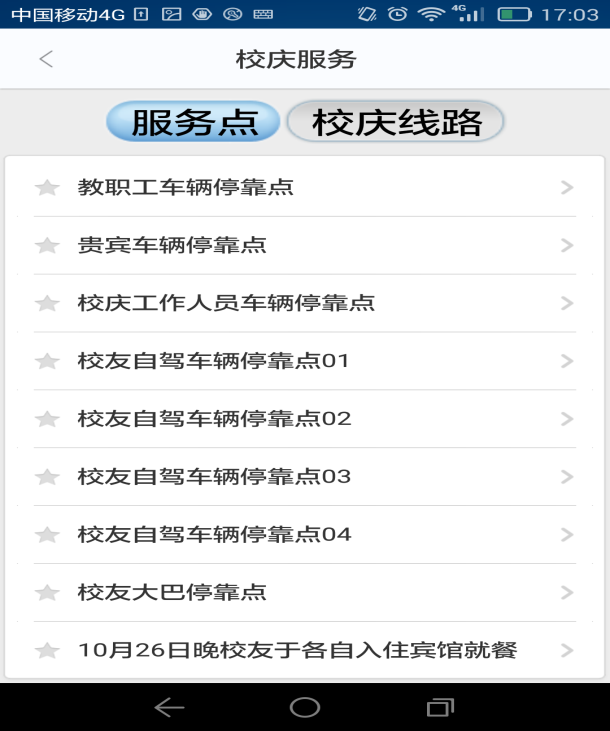 中国移动4G 4G 17:03
校庆服务
服务点 校庆线路
教职工车辆停靠点
贵宾车辆停靠点
校庆工作人员车辆停靠点
校友自驾车辆停靠点01
校友自驾车辆停靠点02
校友自驾车辆停靠点03
校友自驾车辆停靠点04
校友大巴停靠点
10月26日晚校友于各自入住宾馆就餐